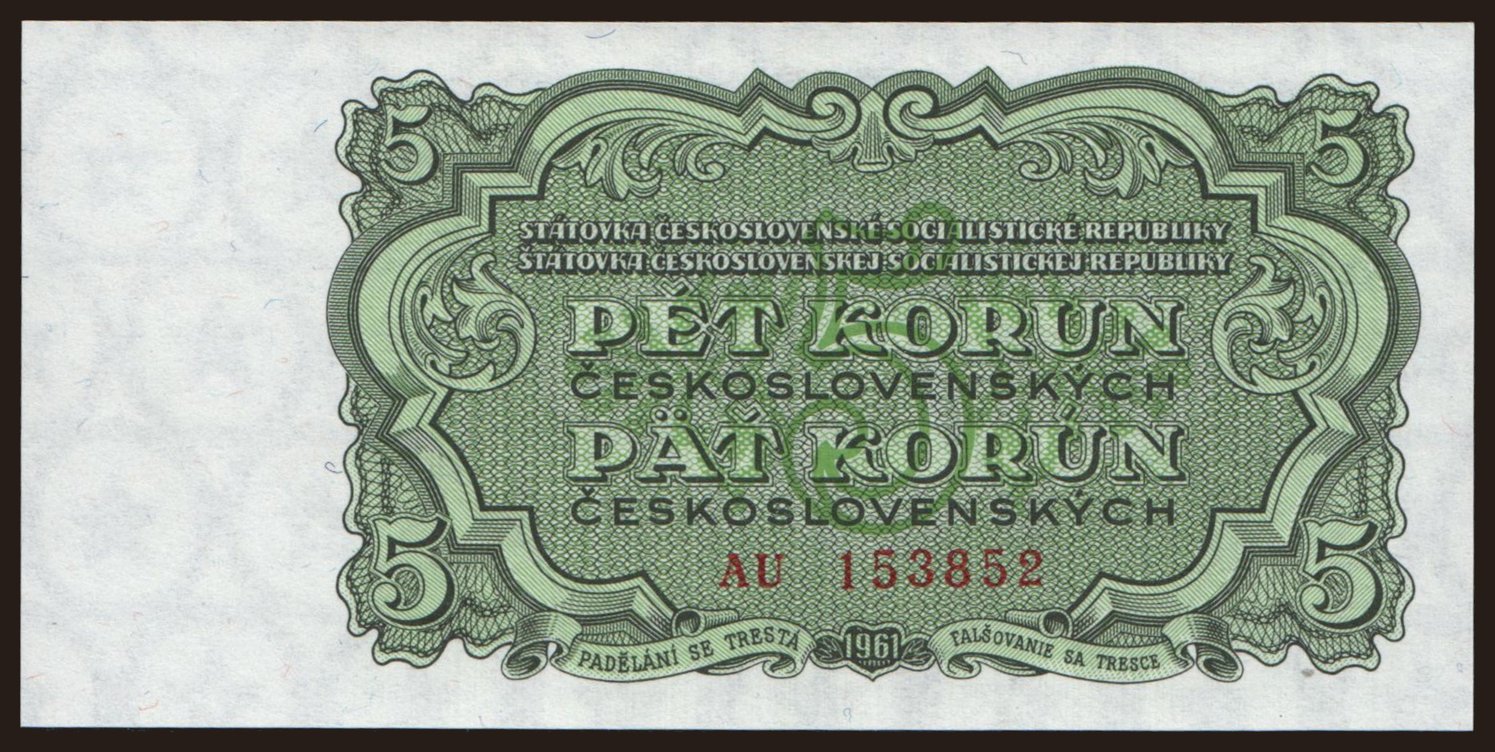 5 5
STÁTOVKA ČESKOSLOVENSKÉ SOCIALISTICKÉ REPUBLIKY
ŠTÁTOVKA ČESKOSLOVENSKEJ SOCIALISTICKEJ REPUBLIKY
PĚT KORUN
ČESKOSLOVENSKÝCH
PÄŤ KORÚN
ČESKOSLOVENSKÝCH
AU 153852
5 5
PADĚLÁNÍ SE TRESTÁ 1961 FALŠOVANIE SA TRESCE